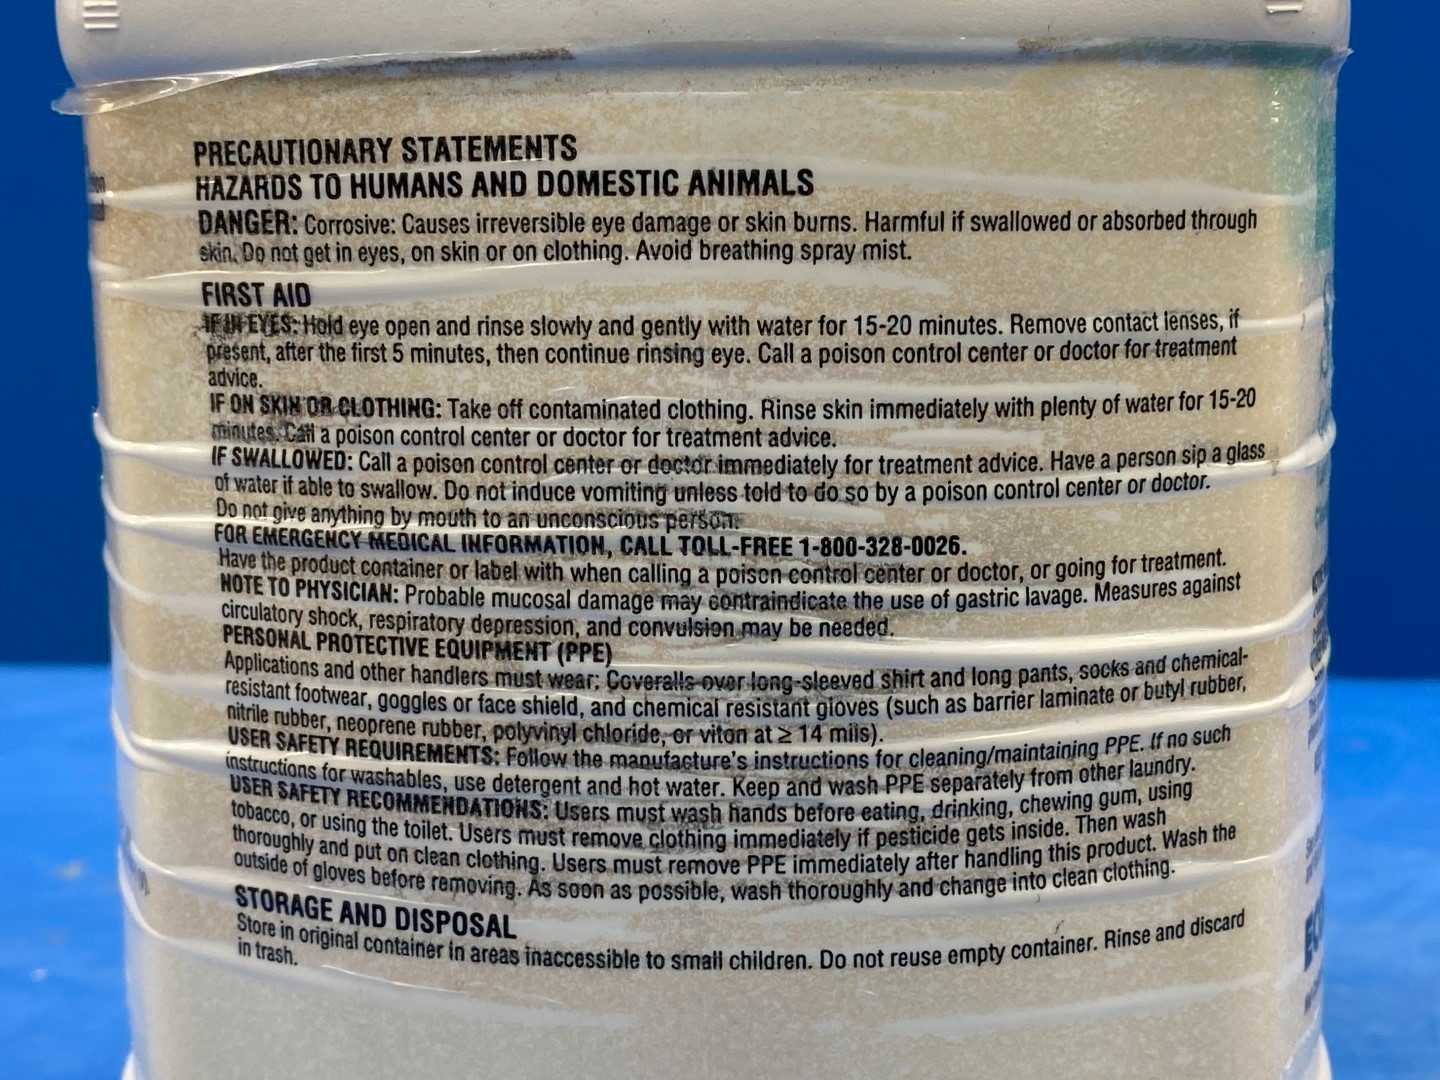 PRECAUTIONARY STATEMENTS
HAZARDS TO HUMANS AND DOMESTIC ANIMALS
DANGER: Corrosive: Causes irreversible eye damage or skin burns. Harmful if swallowed or absorbed through
skin. Do not get in eyes, on skin or on clothing. Avoid breathing spray mist.
FIRST AID
IF IN EYES: Hold eye open and rinse slowly and gently with water for 15-20 minutes. Remove contact lenses, if
present, after the first 5 minutes, then continue rinsing eye. Call a poison control center or doctor for treatment
advice.
IF ON SKIN OR CLOTHING: Take off contaminated clothing. Rinse skin immediately with plenty of water for 15-20
minutes. Call a poison control center or doctor for treatment advice.
IF SWALLOWED: Call a poison control center or doctor immediately for treatment advice. Have a person sip a glass
of water if able to swallow. Do not induce vomiting unless told to do so by a poison control center or doctor.
Do not give anything by mouth to an unconscious person.
FOR EMERGENCY MEDICAL INFORMATION, CALL TOLL-FREE 1-800-328-0026.
Have the product container or label with when calling a poison control center or doctor, or going for treatment.
NOTE TO PHYSICIAN: Probable mucosal damage may contraindicate the use of gastric lavage. Measures against
circulatory shock, respiratory depression, and convulsion may be needed.
PERSONAL PROTECTIVE EQUIPMENT (PPE)
Applications and other handlers must wear: Coveralls over long-sleeved shirt and long pants, socks and chemical-
resistant footwear, goggles or face shield, and chemical resistant gloves (such as barrier laminate or butyl rubber,
nitrile rubber, neoprene rubber, polyvinyl chloride, or viton at ≥ 14 mils).
USER SAFETY REQUIREMENTS: Follow the manufacture's instructions for cleaning/maintaining PPE. If no such
instructions for washables, use detergent and hot water. Keep and wash PPE separately from other laundry.
USER SAFETY RECOMMENDATIONS: Users must wash hands before eating, drinking, chewing gum, using
tobacco, or using the toilet. Users must remove clothing immediately if pesticide gets inside. Then wash
thoroughly and put on clean clothing. Users must remove PPE immediately after handling this product. Wash the
outside of gloves before removing. As soon as possible, wash thoroughly and change into clean clothing.
STORAGE AND DISPOSAL
Store in original container in areas inaccessible to small children. Do not reuse empty container. Rinse and discard
in trash.